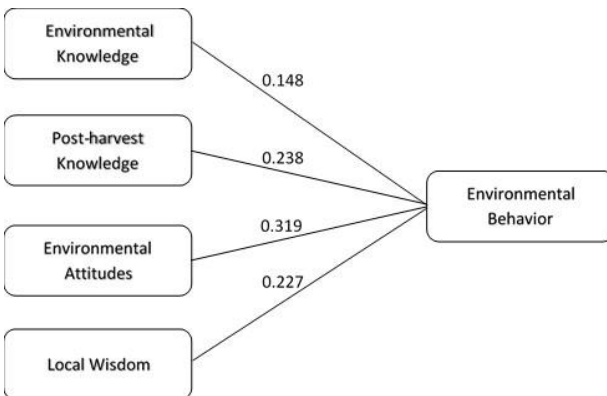 Environmental
Knowledge
0.148
Post-harvest
Knowledge
0.238
Environmental
Behavior
0.319
Environmental
Attitudes
0.227
Local Wisdom